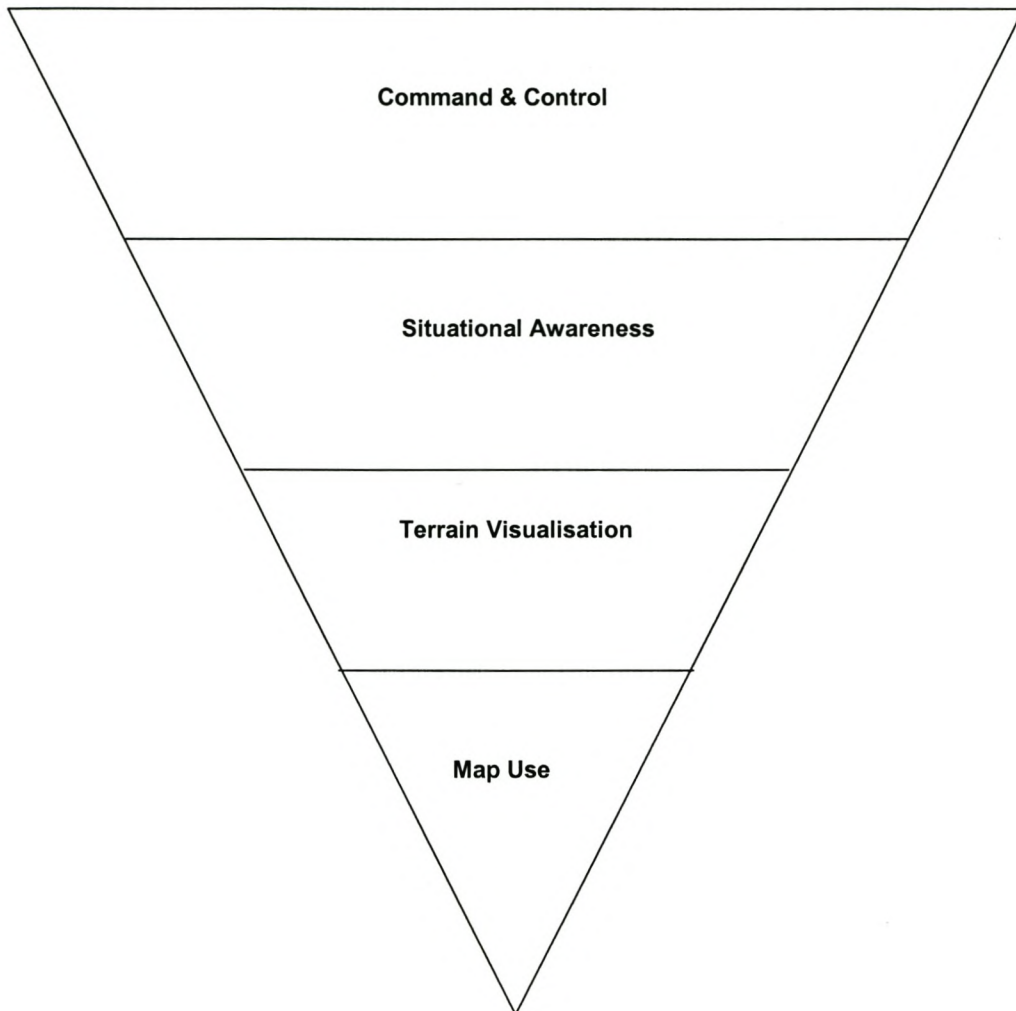 Command & Control
Situational Awareness
Terrain Visualisation
Map Use